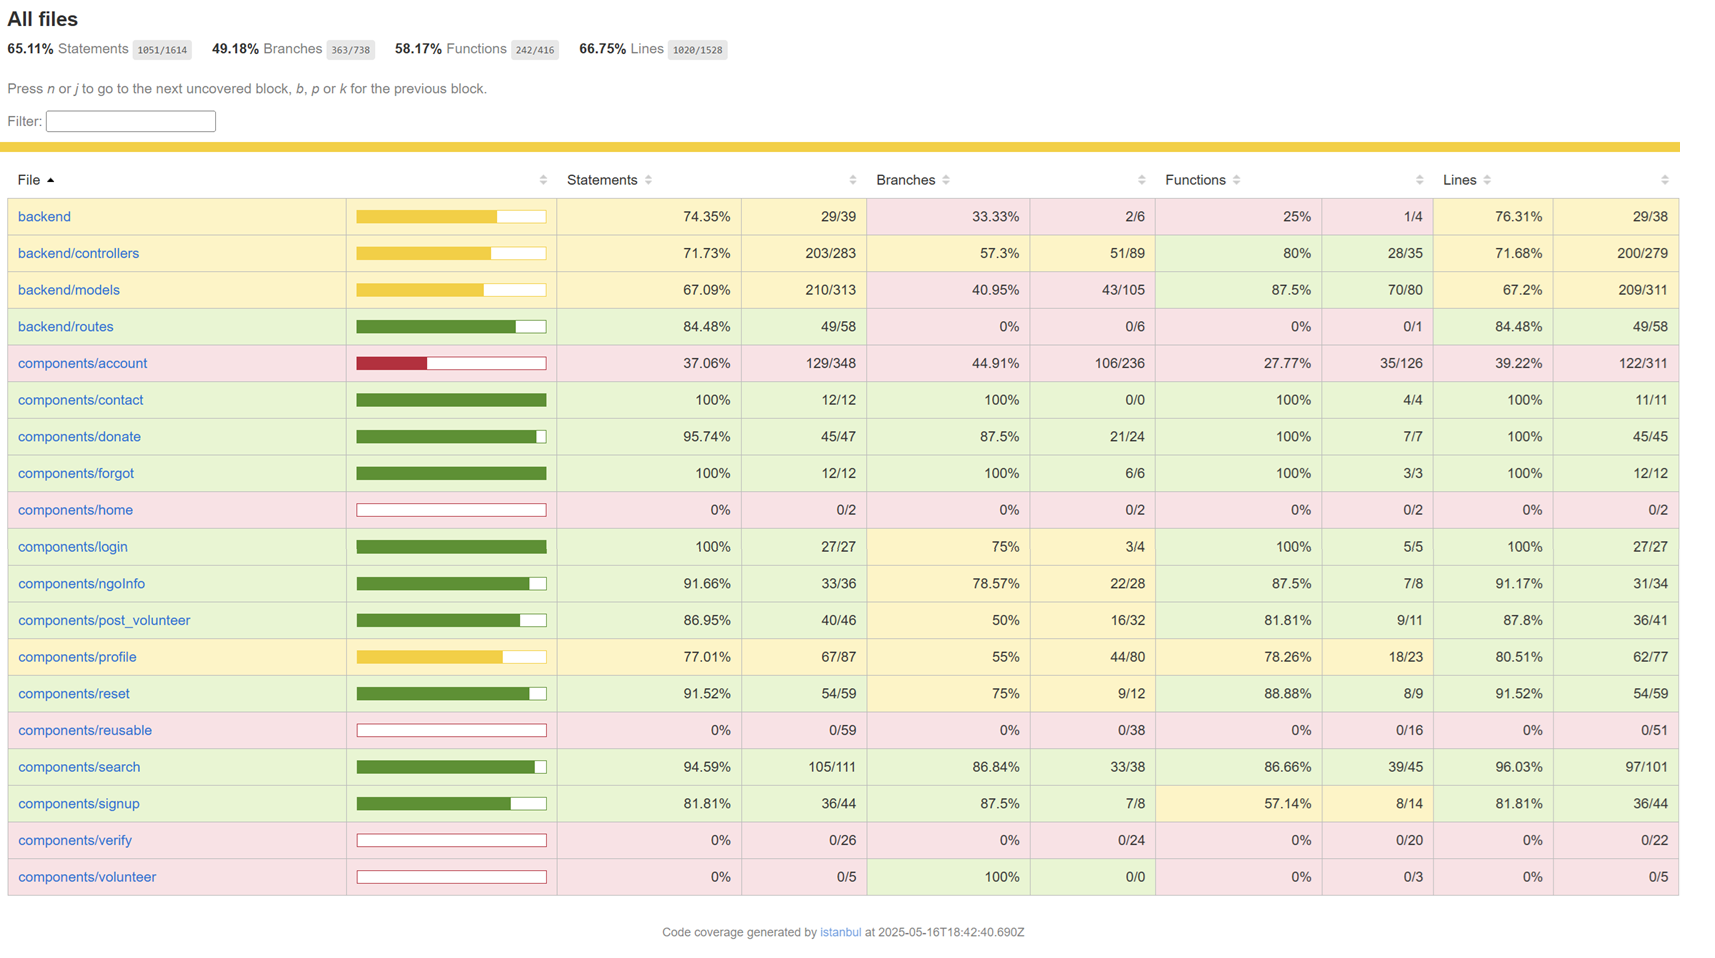 All files
65.11% Statements 1051/1614 49.18% Branches 363/738 58.17% Functions 242/416 66.75% Lines 1020/1528
Press n or j to go to the next uncovered block, b, p or k for the previous block.
Filter:
File Statements Branches Functions Lines
backend 74.35% 29/39 33.33% 2/6 25% 1/4 76.31% 29/38
backend/controllers 71.73% 203/283 57.3% 51/89 80% 28/35 71.68% 200/279
backend/models 67.09% 210/313 40.95% 43/105 87.5% 70/80 67.2% 209/311
backend/routes 84.48% 49/58 0% 0/6 0% 0/1 84.48% 49/58
components/account 37.06% 129/348 44.91% 106/236 27.77% 35/126 39.22% 122/311
components/contact 100% 12/12 100% 0/0 100% 4/4 100% 11/11
components/donate 95.74% 45/47 87.5% 21/24 100% 7/7 100% 45/45
components/forgot 100% 12/12 100% 6/6 100% 3/3 100% 12/12
components/home 0% 0/2 0% 0/2 0% 0/2 0% 0/2
components/login 100% 27/27 75% 3/4 100% 5/5 100% 27/27
components/ngoInfo 91.66% 33/36 78.57% 22/28 87.5% 7/8 91.17% 31/34
components/post_volunteer 86.95% 40/46 50% 16/32 81.81% 9/11 87.8% 36/41
components/profile 77.01% 67/87 55% 44/80 78.26% 18/23 80.51% 62/77
components/reset 91.52% 54/59 75% 9/12 88.88% 8/9 91.52% 54/59
components/reusable 0% 0/59 0% 0/38 0% 0/16 0% 0/51
components/search 94.59% 105/111 86.84% 33/38 86.66% 39/45 96.03% 97/101
components/signup 81.81% 36/44 87.5% 7/8 57.14% 8/14 81.81% 36/44
components/verify 0% 0/26 0% 0/24 0% 0/20 0% 0/22
components/volunteer 0% 0/5 100% 0/0 0% 0/3 0% 0/5
Code coverage generated by istanbul at 2025-05-16T18:42:40.690Z